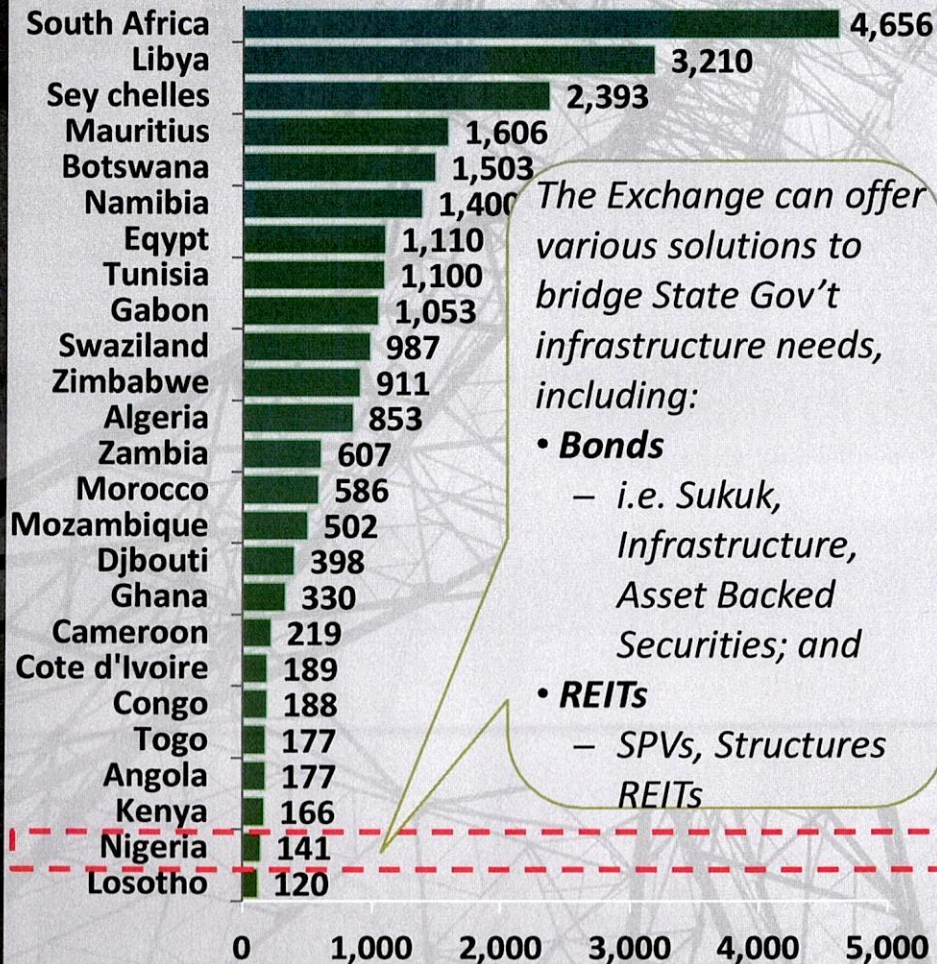 South Africa 4,656
Libya 3,210
Sey chelles 2,393
Mauritius 1,606
Botswana 1,503
Namibia 1,400
Eqypt 1,110
Tunisia 1,100
Gabon 1,053
Swaziland 987
Zimbabwe 911
Algeria 853
Zambia 607
Morocco 586
Mozambique 502
Djbouti 398
Ghana 330
Cameroon 219
Cote d'Ivoire 189
Congo 188
Togo 177
Angola 177
Kenya 166
Nigeria 141
Losotho 120
0 1,000 2,000 3,000 4,000 5,000
The Exchange can offer
various solutions to
bridge State Gov't
infrastructure needs,
including:
• Bonds
– i.e. Sukuk,
Infrastructure,
Asset Backed
Securities; and
• REITs
– SPVs, Structures
REITs